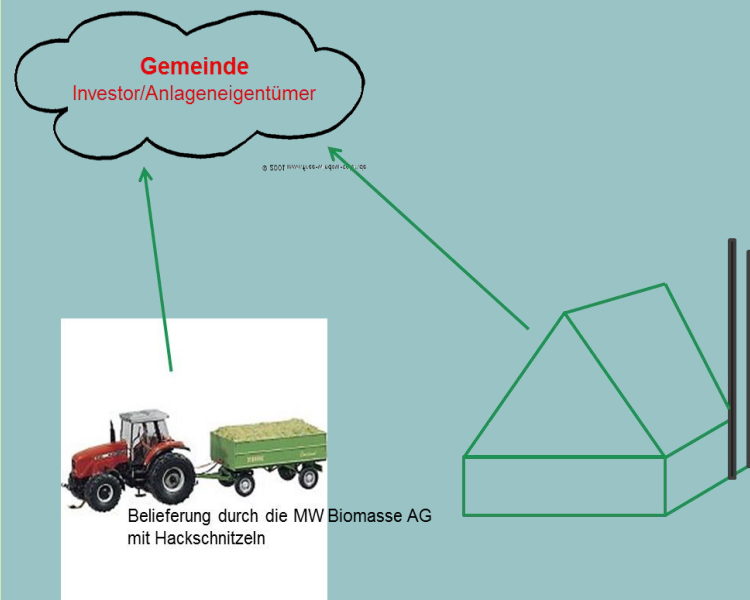 Gemeinde
Investor/Anlageneigentümer
Belieferung durch die MW Biomasse AG
mit Hackschnitzeln